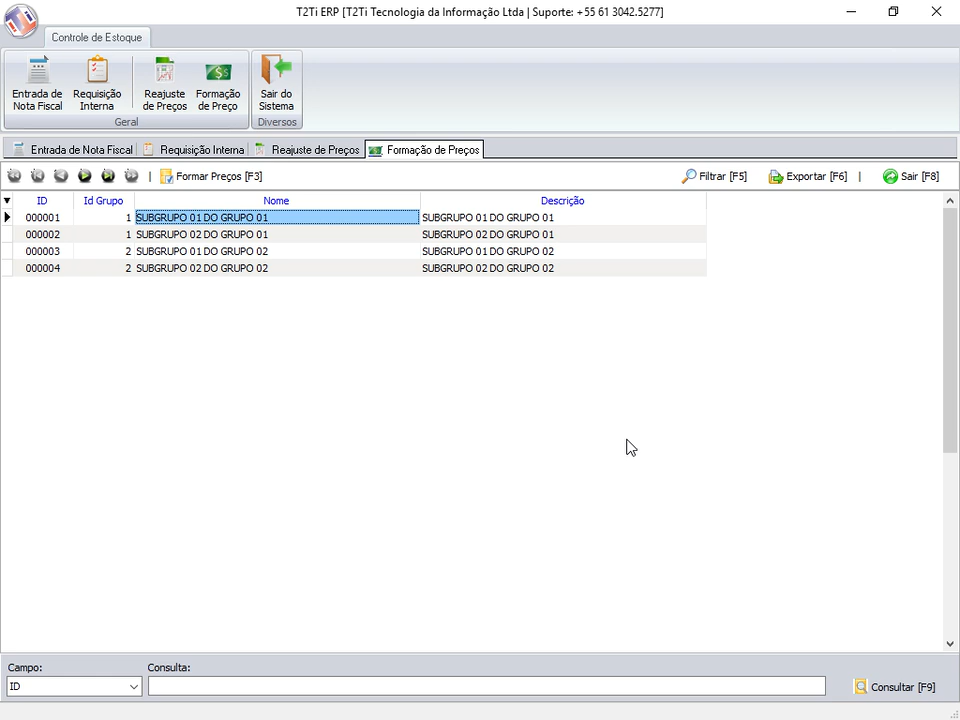 T2Ti ERP [T2Ti Tecnologia da Informação Ltda | Suporte: +55 61 3042.5277]
Controle de Estoque
Entrada de Nota Fiscal
Requisição Interna
Reajuste de Preços
Formação de Preço
Sair do Sistema
Geral
Diversos
Entrada de Nota Fiscal Requisição Interna Reajuste de Preços Formação de Preços
| Formar Preços [F3] Filtrar [F5] Exportar [F6] | Sair [F8]
ID Id Grupo Nome Descrição
000001 1 SUBGRUPO 01 DO GRUPO 01 SUBGRUPO 01 DO GRUPO 01
000002 1 SUBGRUPO 02 DO GRUPO 01 SUBGRUPO 02 DO GRUPO 01
000003 2 SUBGRUPO 01 DO GRUPO 02 SUBGRUPO 01 DO GRUPO 02
000004 2 SUBGRUPO 02 DO GRUPO 02 SUBGRUPO 02 DO GRUPO 02
Campo: Consulta:
ID Consultar [F9]